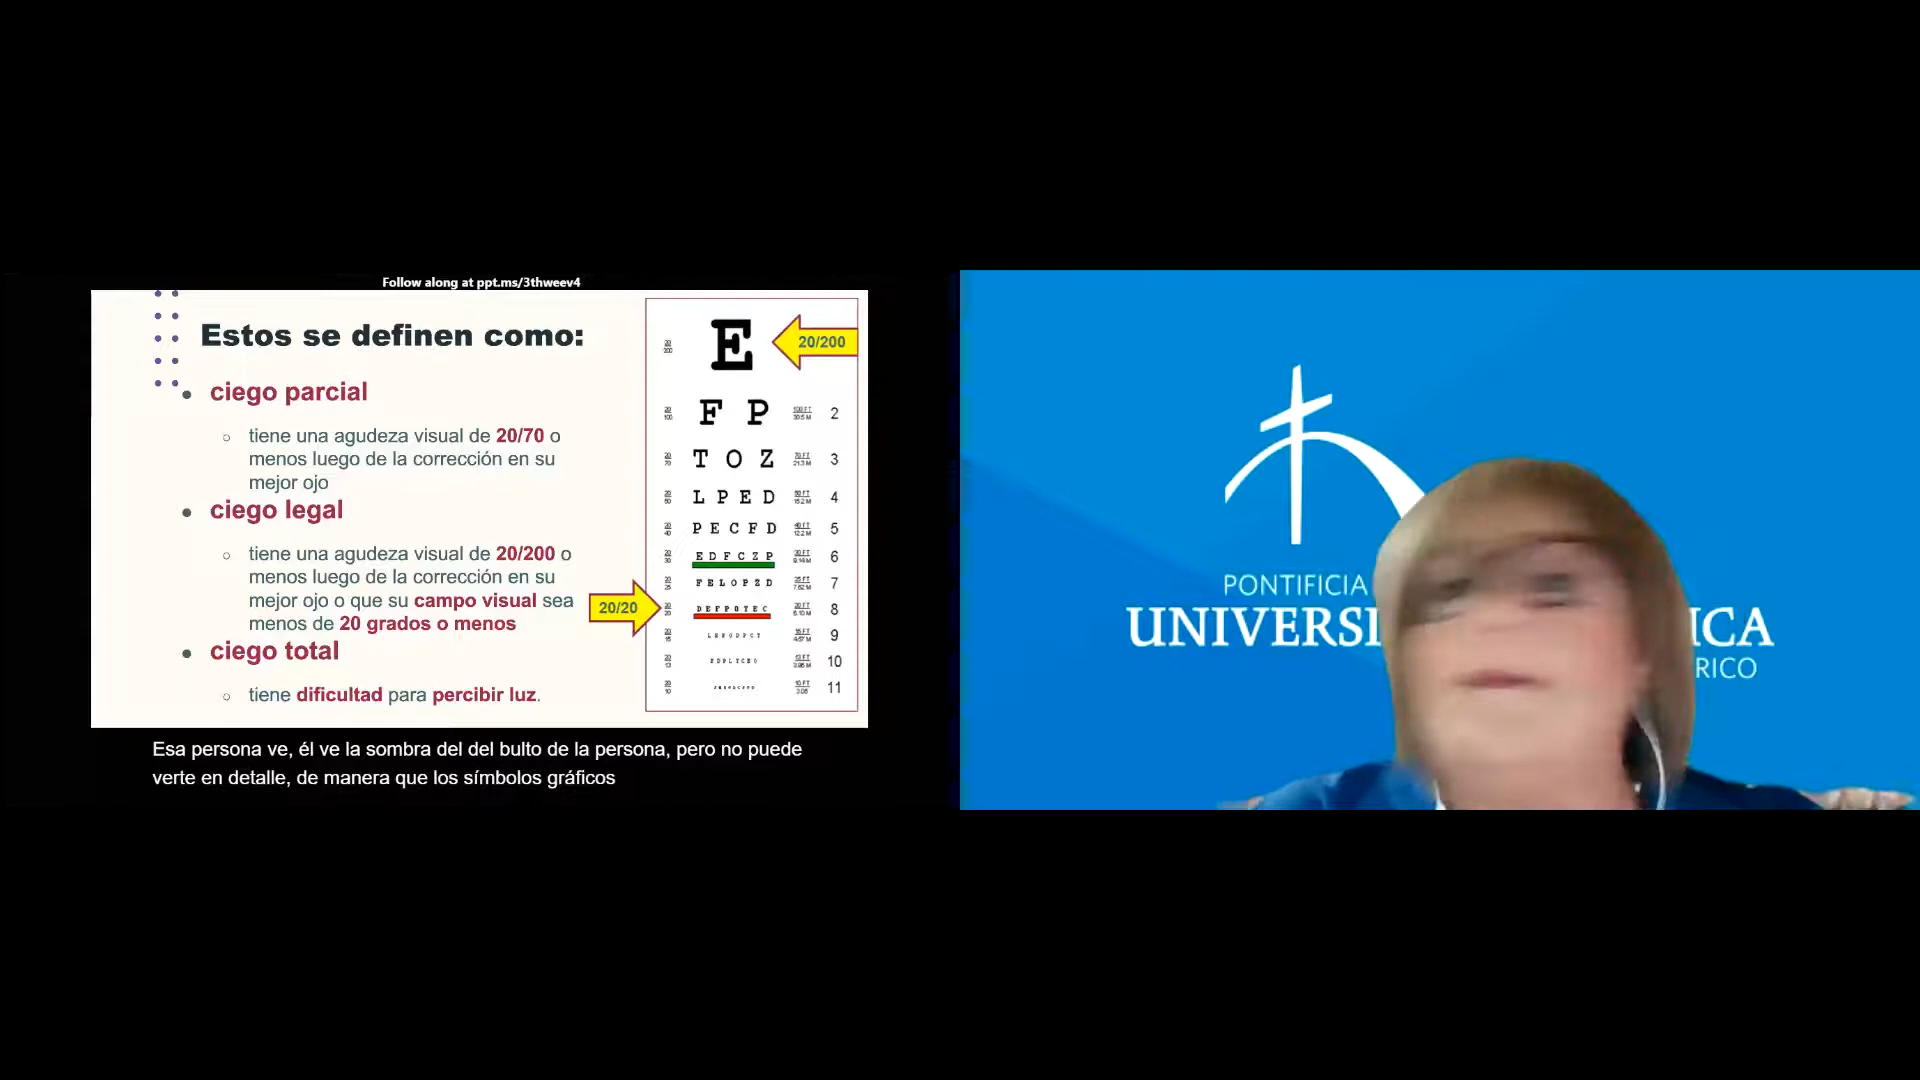 Follow along at ppt.ms/3thweev4
Estos se definen como:
ciego parcial
tiene una agudeza visual de 20/70 o
menos luego de la corrección en su
mejor ojo
ciego legal
tiene una agudeza visual de 20/200 o
menos luego de la corrección en su
mejor ojo o que su campo visual sea
menos de 20 grados o menos
ciego total
tiene dificultad para percibir luz.
E
20/200
F P
2
T O Z
3
L P E D
4
P E C F D
5
E D F C Z P
6
F E L O P Z D
7
20/20
D E F P O T E C
8
9
10
11
Esa persona ve, él ve la sombra del del bulto de la persona, pero no puede
verte en detalle, de manera que los símbolos gráficos
PONTIFICIA
UNIVERSI ICA
RICO